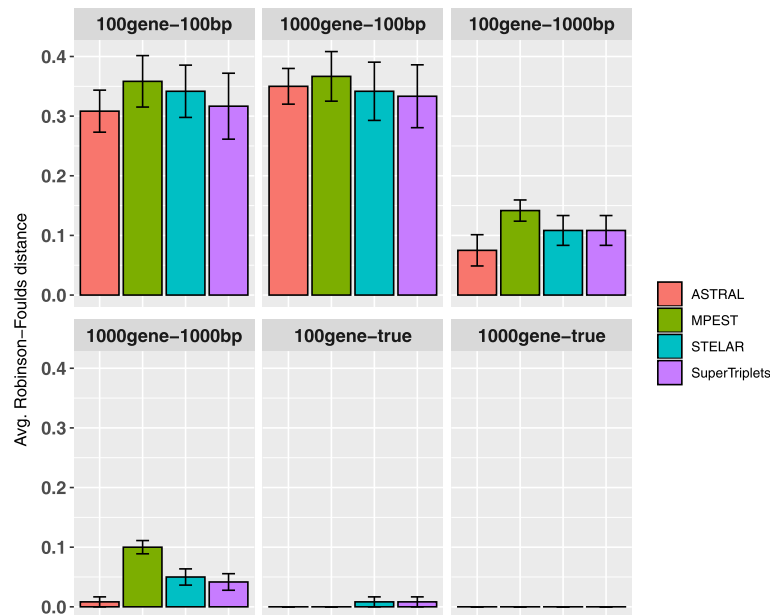 100gene−100bp
1000gene−100bp
100gene−1000bp
0.4
0.3
0.2
0.1
0.0
1000gene−1000bp
100gene−true
1000gene−true
0.4
0.3
0.2
0.1
0.0
Avg. Robinson−Foulds distance
ASTRAL
MPEST
STELAR
SuperTriplets